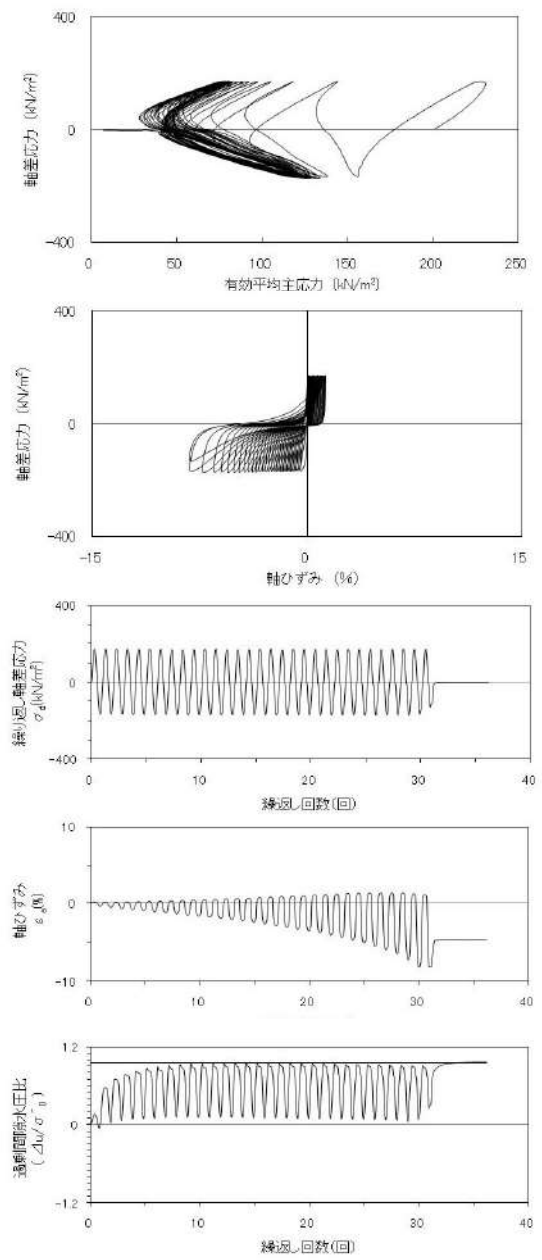 400
0
-400
軸差応力 (kN/m²)
0 50 100 150 200 250
有効平均主応力 (kN/m²)
400
0
-400
軸差応力 (kN/m²)
-15 0 15
軸ひずみ (%)
400
0
-400
繰り返し軸差応力
σd(kN/m²)
0 10 20 30 40
繰返し回数(回)
10
0
-10
軸ひずみ
εa(%)
0 10 20 30 40
1.2
0
-1.2
過剰間隙水圧比
(Δu/σ'0)
0 10 20 30 40
繰返し回数(回)